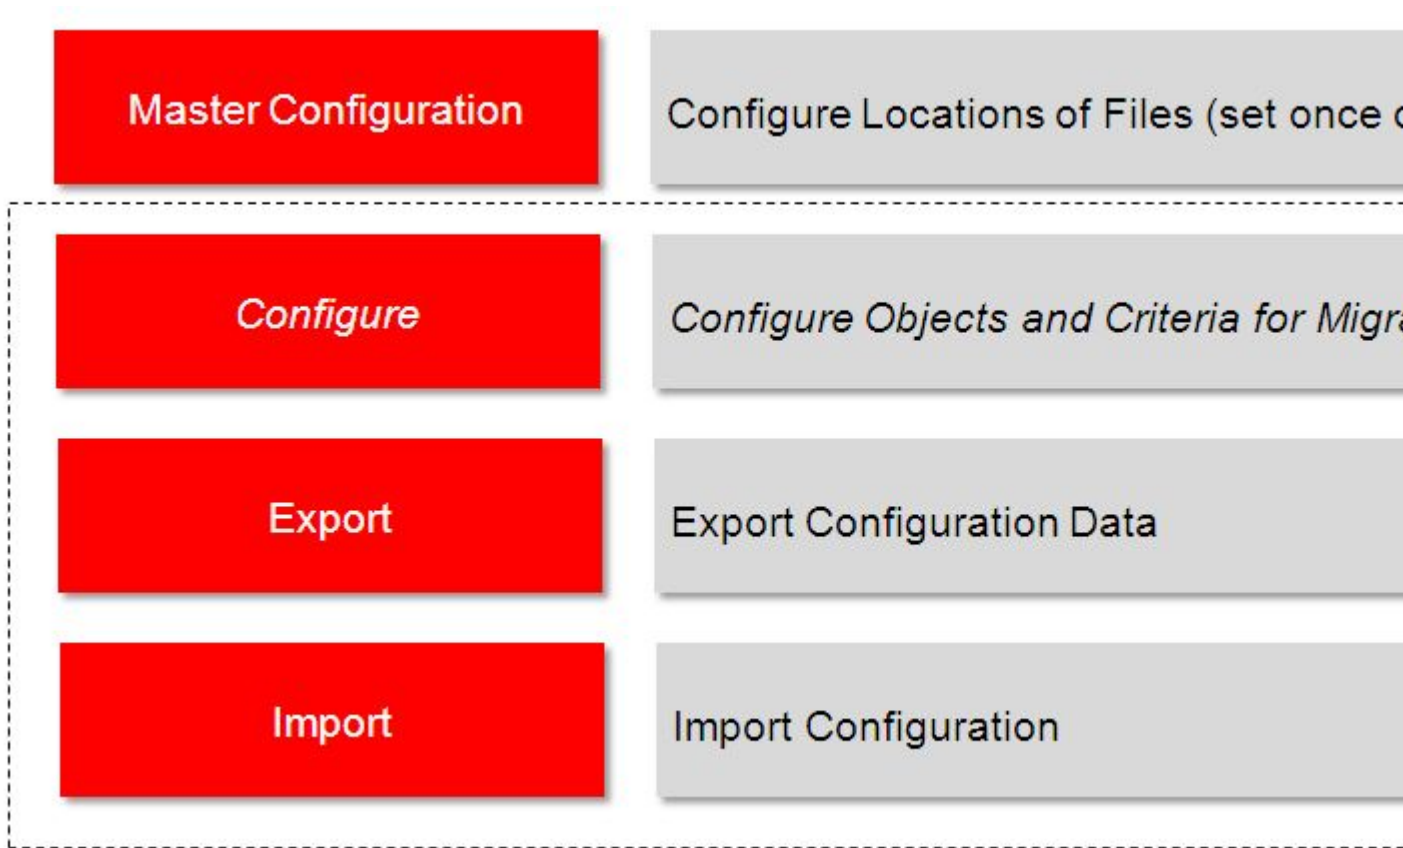 Master Configuration
Configure Locations of Files (set once
Configure
Configure Objects and Criteria for
Export
Export Configuration Data
Import
Import Configuration